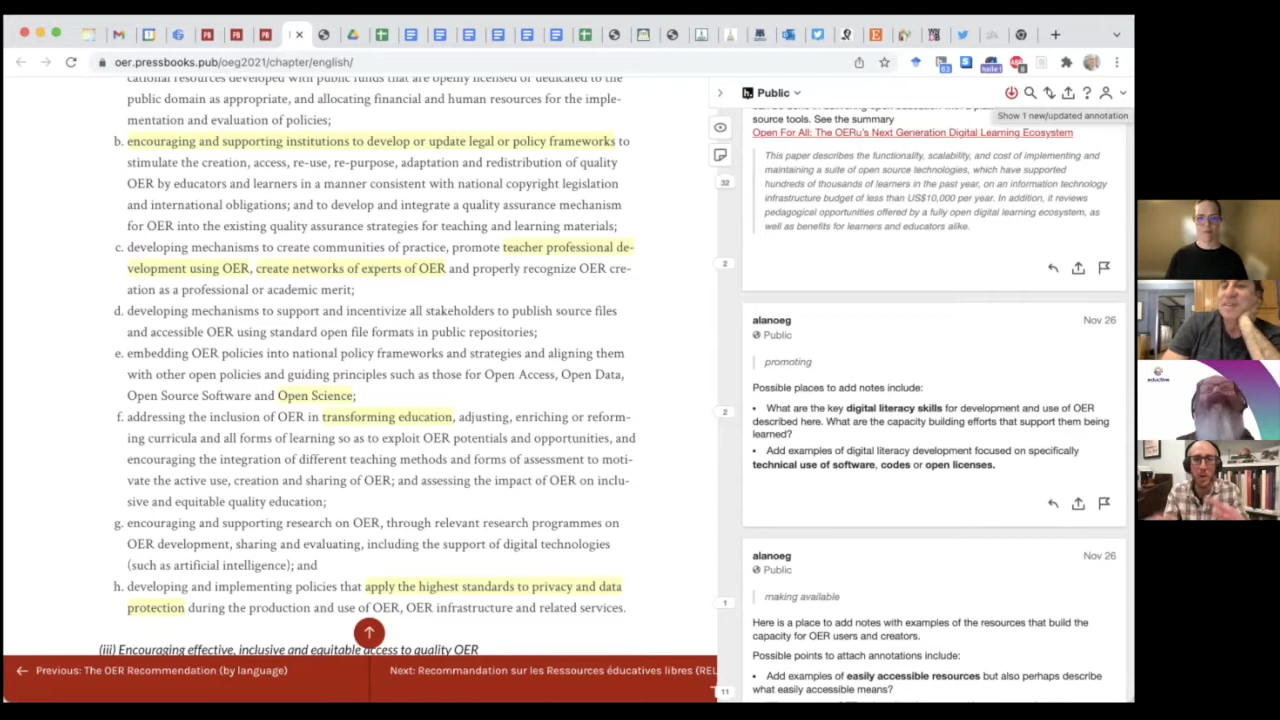 oer.pressbooks.pub/oeg2021/chapter/english/
cational resources developed with public funds that are openly licensed or dedicated to the
public domain as appropriate, and allocating financial and human resources for the imple-
mentation and evaluation of policies;
b. encouraging and supporting institutions to develop or update legal or policy frameworks to
stimulate the creation, access, re-use, re-purpose, adaptation and redistribution of quality
OER by educators and learners in a manner consistent with national copyright legislation
and international obligations; and to develop and integrate a quality assurance mechanism
for OER into the existing quality assurance strategies for teaching and learning materials;
c. developing mechanisms to create communities of practice, promote teacher professional de-
velopment using OER, create networks of experts of OER and properly recognize OER cre-
ation as a professional or academic merit;
d. developing mechanisms to support and incentivize all stakeholders to publish source files
and accessible OER using standard open file formats in public repositories;
e. embedding OER policies into national policy frameworks and strategies and aligning them
with other open policies and guiding principles such as those for Open Access, Open Data,
Open Source Software and Open Science;
f. addressing the inclusion of OER in transforming education, adjusting, enriching or reform-
ing curricula and all forms of learning so as to exploit OER potentials and opportunities, and
encouraging the integration of different teaching methods and forms of assessment to moti-
vate the active use, creation and sharing of OER; and assessing the impact of OER on inclu-
sive and equitable quality education;
g. encouraging and supporting research on OER, through relevant research programmes on
OER development, sharing and evaluating, including the support of digital technologies
(such as artificial intelligence); and
h. developing and implementing policies that apply the highest standards to privacy and data
protection during the production and use of OER, OER infrastructure and related services.
(iii) Encouraging effective, inclusive and equitable access to quality OER
← Previous: The OER Recommendation (by language)
Next: Recommandation sur les Ressources éducatives libres (REL
Public
Show 1 new/updated annotation
32
2
2
1
11
source tools. See the summary
Open For All: The OERu's Next Generation Digital Learning Ecosystem
This paper describes the functionality, scalability, and cost of implementing and
maintaining a suite of open source technologies, which have supported
hundreds of thousands of learners in the past year, on an information technology
infrastructure budget of less than US$10,000 per year. In addition, it reviews
pedagogical opportunities offered by a fully open digital learning ecosystem, as
well as benefits for learners and educators alike.
alanoeg
Nov 26
Public
promoting
Possible places to add notes include:
• What are the key digital literacy skills for development and use of OER
described here. What are the capacity building efforts that support them being
learned?
• Add examples of digital literacy development focused on specifically
technical use of software, codes or open licenses.
alanoeg
Nov 26
Public
making available
Here is a place to add notes with examples of the resources that build the
capacity for OER users and creators.
Possible points to attach annotations include:
• Add examples of easily accessible resources but also perhaps describe
what easily accessible means?
eductive